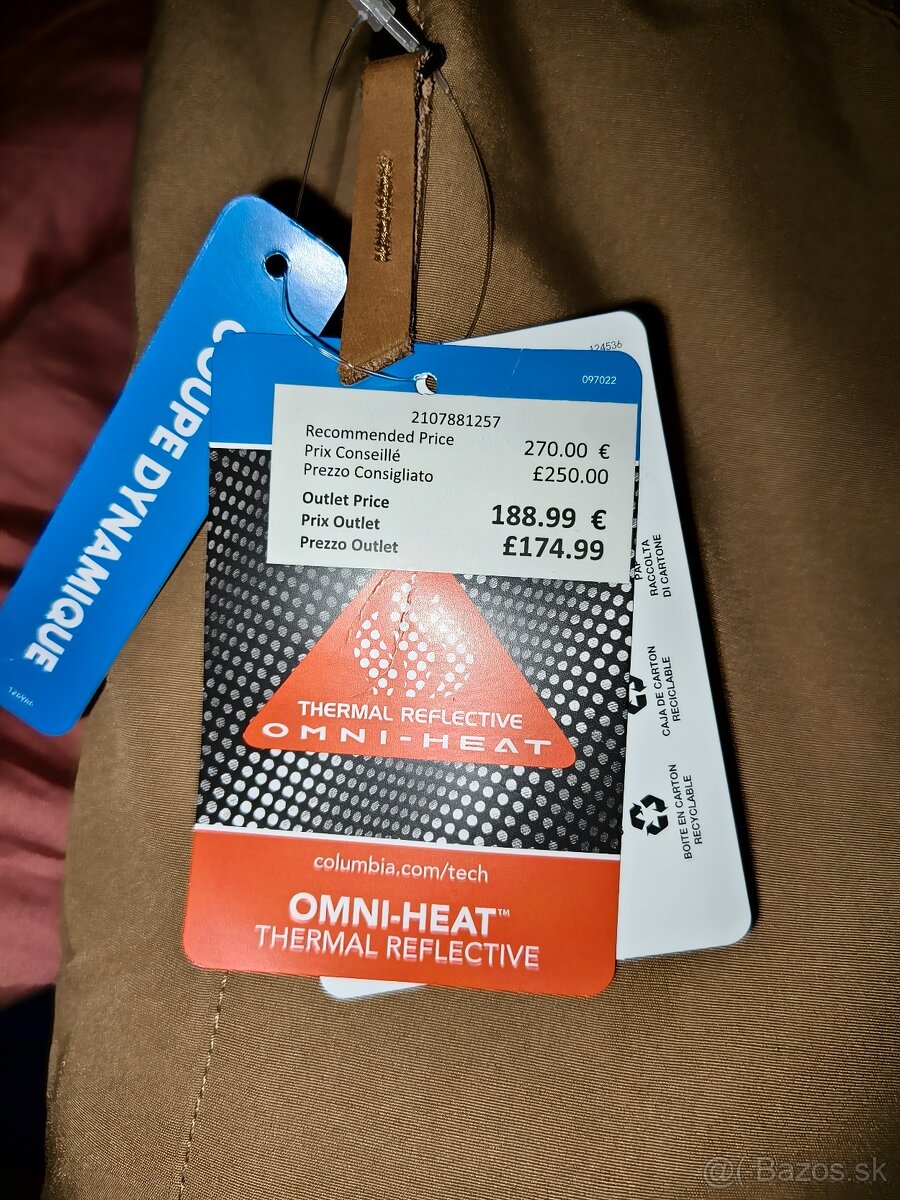 COUPE DYNAMIQUE
124536
097022
2107881257
Recommended Price
Prix Conseillé
Prezzo Consigliato
270.00 €
£250.00
Outlet Price
Prix Outlet
Prezzo Outlet
188.99 €
£174.99
THERMAL REFLECTIVE
OMNI-HEAT
columbia.com/tech
OMNI-HEAT™
THERMAL REFLECTIVE
RACCOLTA
DI CARTONE
CAJA DE CARTON
RECICLABLE
BOITE EN CARTON
RECYCLABLE
@( Bazos.sk